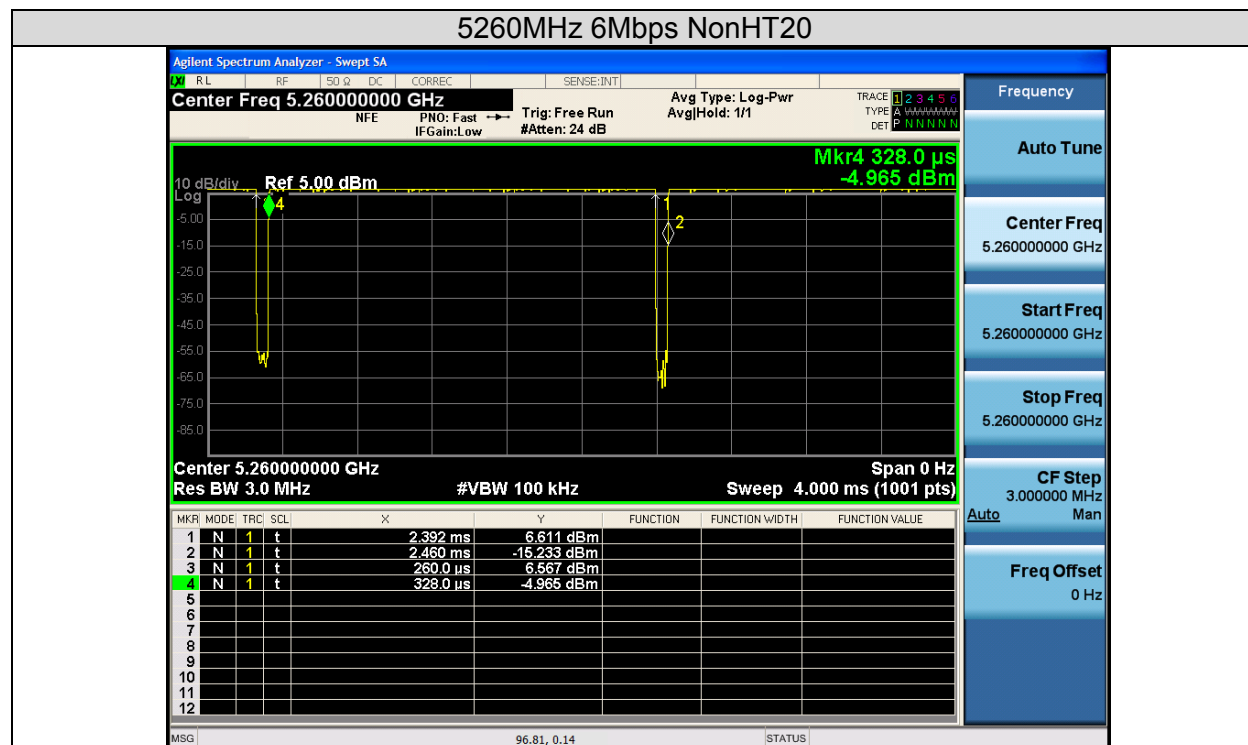 5260MHz 6Mbps NonHT20
Agilent Spectrum Analyzer - Swept SA
LXI RL RF 50 Ω DC CORREC SENSE:INT
Center Freq 5.260000000 GHz
NFE PNO: Fast IFGain:Low
Trig: Free Run
#Atten: 24 dB
Avg Type: Log-Pwr
Avg|Hold: 1/1
TRACE 1 2 3 4 5 6
TYPE A WWWWW
DET P N N N N N
Mkr4 328.0 µs
-4.965 dBm
10 dB/div Ref 5.00 dBm
Log
4
1
2
-5.00
-15.0
-25.0
-35.0
-45.0
-55.0
-65.0
-75.0
-85.0
Center 5.260000000 GHz Span 0 Hz
Res BW 3.0 MHz #VBW 100 kHz Sweep 4.000 ms (1001 pts)
MKR MODE TRC SCL X Y FUNCTION FUNCTION WIDTH FUNCTION VALUE
1 N 1 t 2.392 ms 6.611 dBm
2 N 1 t 2.460 ms -15.233 dBm
3 N 1 t 260.0 µs 6.567 dBm
4 N 1 t 328.0 µs -4.965 dBm
5
6
7
8
9
10
11
12
MSG 96.81, 0.14 STATUS
Frequency
Auto Tune
Center Freq
5.260000000 GHz
Start Freq
5.260000000 GHz
Stop Freq
5.260000000 GHz
CF Step
3.000000 MHz
Auto Man
Freq Offset
0 Hz